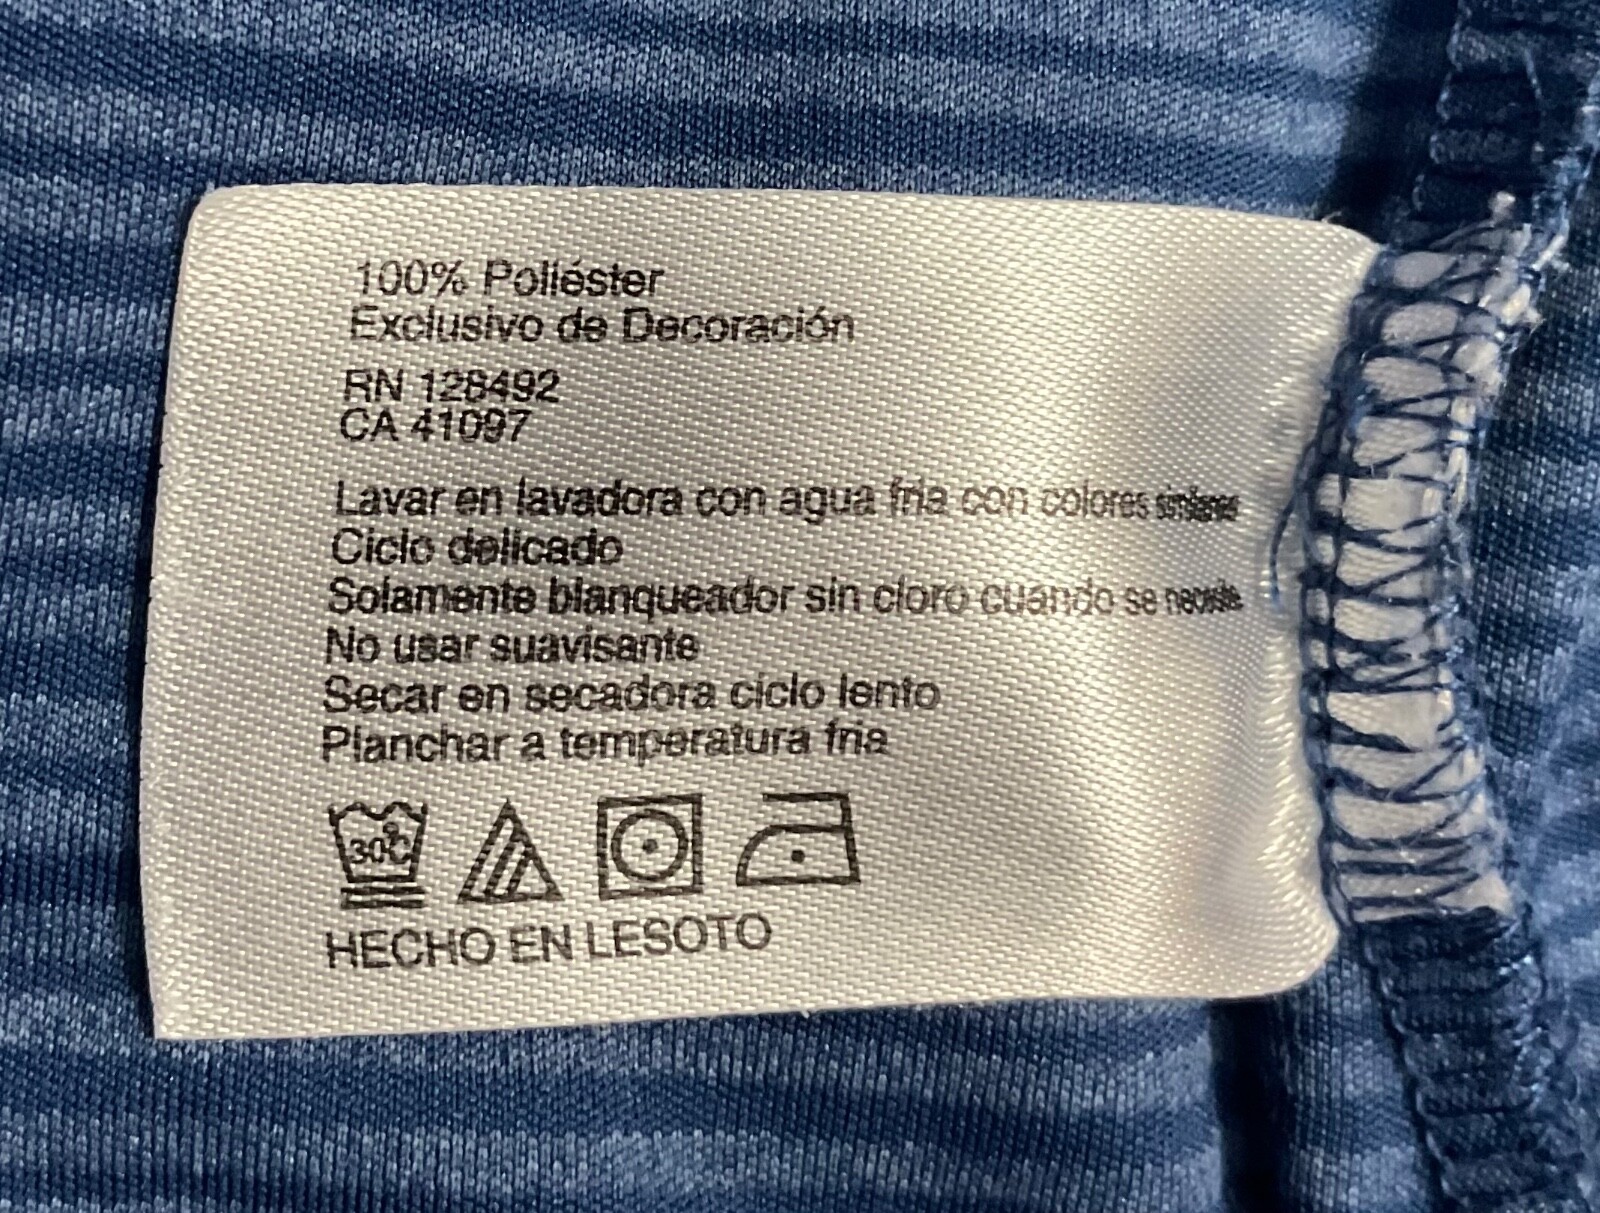 100% Poliéster
Exclusivo de Decoración
RN 128492
CA 41097
Lavar en lavadora con agua fria con colores similares
Ciclo delicado
Solamente blanqueador sin cloro cuando se necesite
No usar suavisante
Secar en secadora ciclo lento
Planchar a temperatura fria
30°C
HECHO EN LESOTO